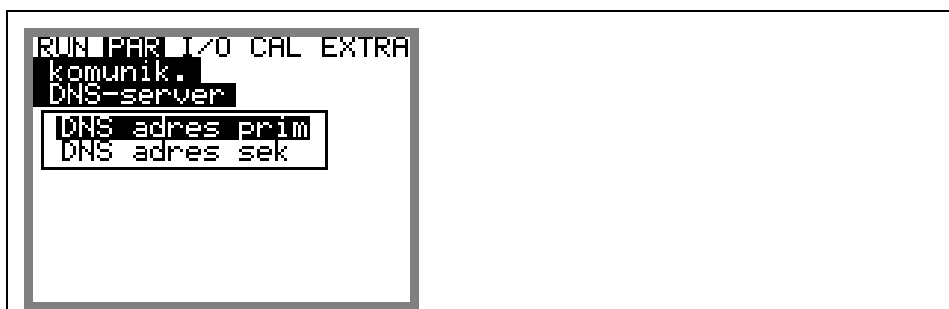 RUN PAR I/O CAL EXTRA
komunik.
DNS-server
DNS adres prim
DNS adres sek